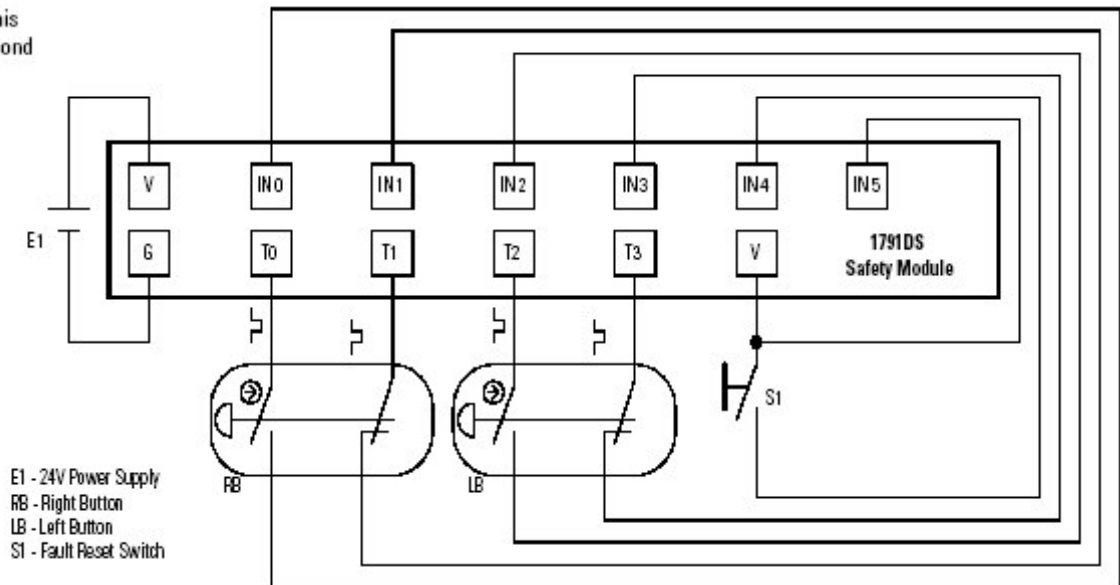 ond
V
IN0
IN1
IN2
IN3
IN4
IN5
E1
G
T0
T1
T2
T3
V
1791DS
Safety Module
S1
RB
LB
E1 - 24V Power Supply
RB - Right Button
LB - Left Button
S1 - Fault Reset Switch